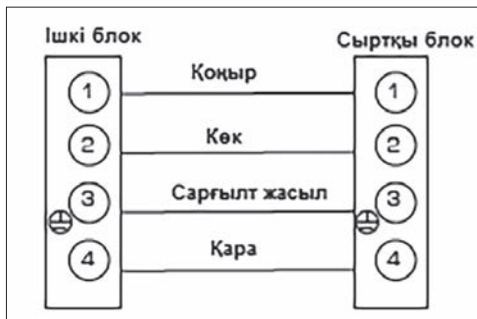 Ішкі блок
Сыртқы блок
1 Қоңыр 1
2 Көк 2
3 Сарғылт жасыл 3
4 Қара 4